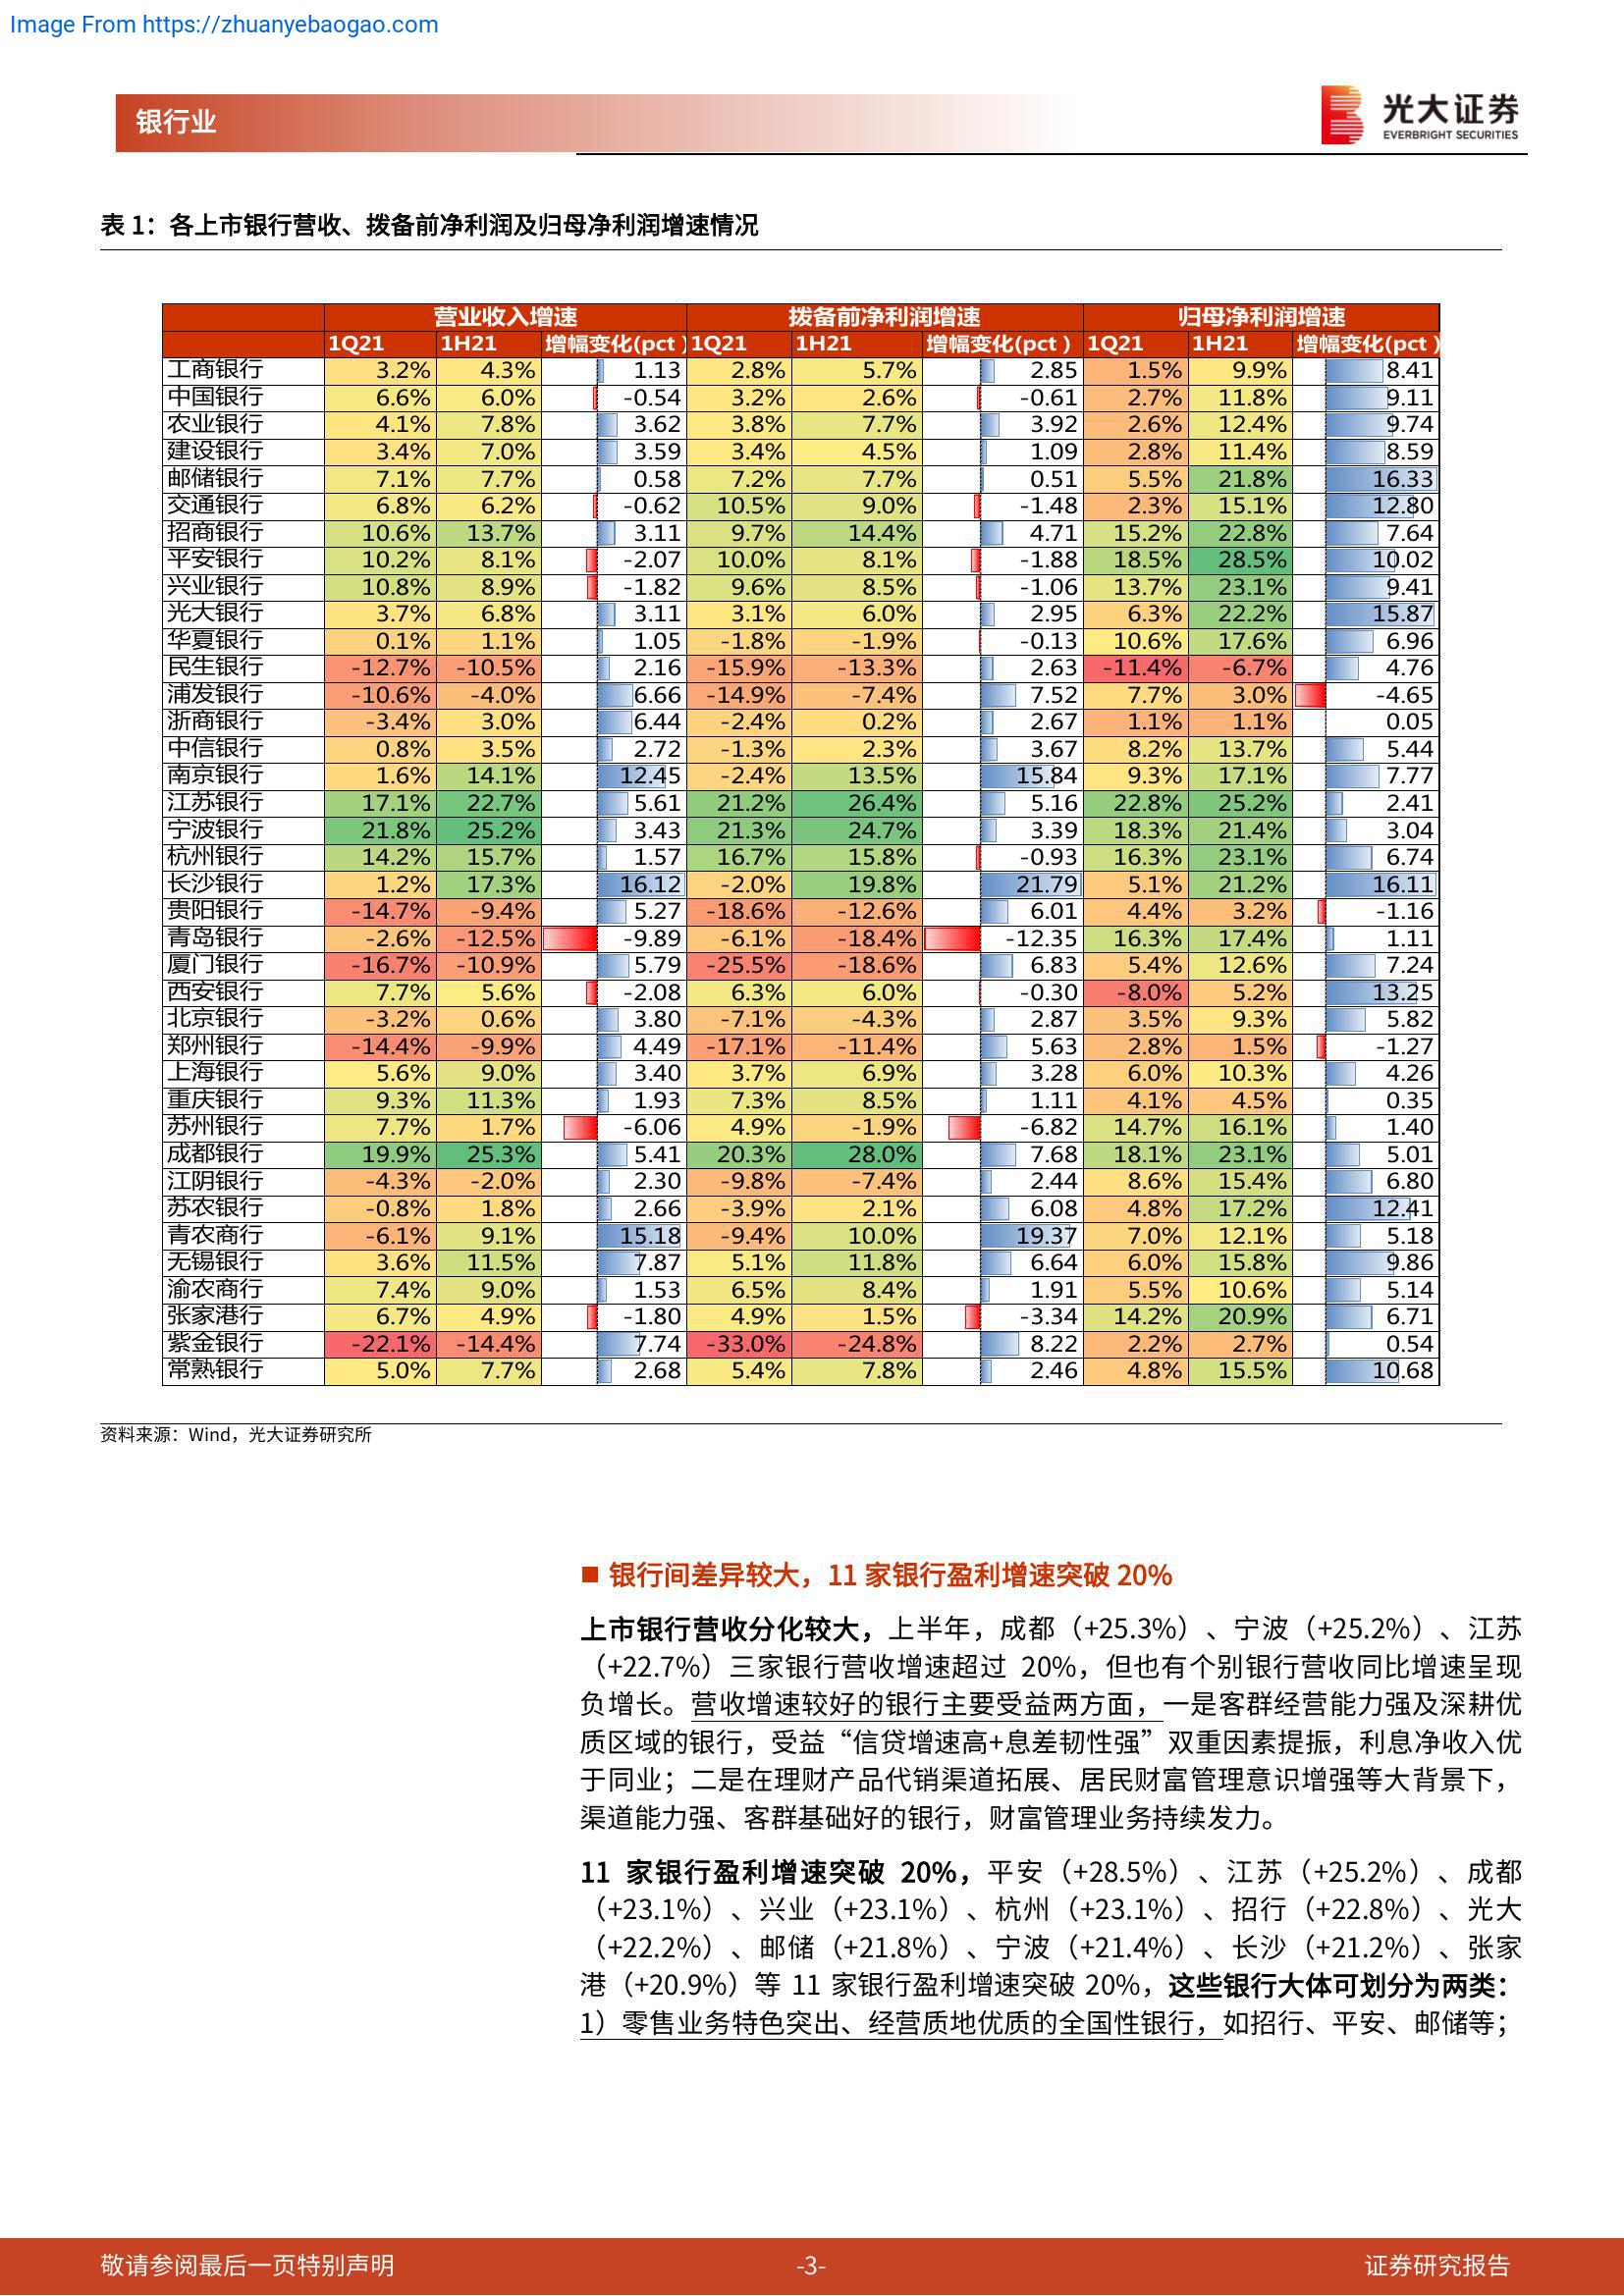 Image From https://zhuanyebaogao.com
银行业
光大证券
EVERBRIGHT SECURITIES
表 1：各上市银行营收、拨备前净利润及归母净利润增速情况
营业收入增速 拨备前净利润增速 归母净利润增速
1Q21 1H21 增幅变化(pct) 1Q21 1H21 增幅变化(pct) 1Q21 1H21 增幅变化(pct)
工商银行 3.2% 4.3% 1.13 2.8% 5.7% 2.85 1.5% 9.9% 8.41
中国银行 6.6% 6.0% -0.54 3.2% 2.6% -0.61 2.7% 11.8% 9.11
农业银行 4.1% 7.8% 3.62 3.8% 7.7% 3.92 2.6% 12.4% 9.74
建设银行 3.4% 7.0% 3.59 3.4% 4.5% 1.09 2.8% 11.4% 8.59
邮储银行 7.1% 7.7% 0.58 7.2% 7.7% 0.51 5.5% 21.8% 16.33
交通银行 6.8% 6.2% -0.62 10.5% 9.0% -1.48 2.3% 15.1% 12.80
招商银行 10.6% 13.7% 3.11 9.7% 14.4% 4.71 15.2% 22.8% 7.64
平安银行 10.2% 8.1% -2.07 10.0% 8.1% -1.88 18.5% 28.5% 10.02
兴业银行 10.8% 8.9% -1.82 9.6% 8.5% -1.06 13.7% 23.1% 9.41
光大银行 3.7% 6.8% 3.11 3.1% 6.0% 2.95 6.3% 22.2% 15.87
华夏银行 0.1% 1.1% 1.05 -1.8% -1.9% -0.13 10.6% 17.6% 6.96
民生银行 -12.7% -10.5% 2.16 -15.9% -13.3% 2.63 -11.4% -6.7% 4.76
浦发银行 -10.6% -4.0% 6.66 -14.9% -7.4% 7.52 7.7% 3.0% -4.65
浙商银行 -3.4% 3.0% 6.44 -2.4% 0.2% 2.67 1.1% 1.1% 0.05
中信银行 0.8% 3.5% 2.72 -1.3% 2.3% 3.67 8.2% 13.7% 5.44
南京银行 1.6% 14.1% 12.45 -2.4% 13.5% 15.84 9.3% 17.1% 7.77
江苏银行 17.1% 22.7% 5.61 21.2% 26.4% 5.16 22.8% 25.2% 2.41
宁波银行 21.8% 25.2% 3.43 21.3% 24.7% 3.39 18.3% 21.4% 3.04
杭州银行 14.2% 15.7% 1.57 16.7% 15.8% -0.93 16.3% 23.1% 6.74
长沙银行 1.2% 17.3% 16.12 -2.0% 19.8% 21.79 5.1% 21.2% 16.11
贵阳银行 -14.7% -9.4% 5.27 -18.6% -12.6% 6.01 4.4% 3.2% -1.16
青岛银行 -2.6% -12.5% -9.89 -6.1% -18.4% -12.35 16.3% 17.4% 1.11
厦门银行 -16.7% -10.9% 5.79 -25.5% -18.6% 6.83 5.4% 12.6% 7.24
西安银行 7.7% 5.6% -2.08 6.3% 6.0% -0.30 -8.0% 5.2% 13.25
北京银行 -3.2% 0.6% 3.80 -7.1% -4.3% 2.87 3.5% 9.3% 5.82
郑州银行 -14.4% -9.9% 4.49 -17.1% -11.4% 5.63 2.8% 1.5% -1.27
上海银行 5.6% 9.0% 3.40 3.7% 6.9% 3.28 6.0% 10.3% 4.26
重庆银行 9.3% 11.3% 1.93 7.3% 8.5% 1.11 4.1% 4.5% 0.35
苏州银行 7.7% 1.7% -6.06 4.9% -1.9% -6.82 14.7% 16.1% 1.40
成都银行 19.9% 25.3% 5.41 20.3% 28.0% 7.68 18.1% 23.1% 5.01
江阴银行 -4.3% -2.0% 2.30 -9.8% -7.4% 2.44 8.6% 15.4% 6.80
苏农银行 -0.8% 1.8% 2.66 -3.9% 2.1% 6.08 4.8% 17.2% 12.41
青农商行 -6.1% 9.1% 15.18 -9.4% 10.0% 19.37 7.0% 12.1% 5.18
无锡银行 3.6% 11.5% 7.87 5.1% 11.8% 6.64 6.0% 15.8% 9.86
渝农商行 7.4% 9.0% 1.53 6.5% 8.4% 1.91 5.5% 10.6% 5.14
张家港行 6.7% 4.9% -1.80 4.9% 1.5% -3.34 14.2% 20.9% 6.71
紫金银行 -22.1% -14.4% 7.74 -33.0% -24.8% 8.22 2.2% 2.7% 0.54
常熟银行 5.0% 7.7% 2.68 5.4% 7.8% 2.46 4.8% 15.5% 10.68
资料来源：Wind，光大证券研究所
■ 银行间差异较大，11 家银行盈利增速突破 20%
上市银行营收分化较大，上半年，成都（+25.3%）、宁波（+25.2%）、江苏
（+22.7%）三家银行营收增速超过 20%，但也有个别银行营收同比增速呈现
负增长。营收增速较好的银行主要受益两方面，一是客群经营能力强及深耕优
质区域的银行，受益“信贷增速高+息差韧性强”双重因素提振，利息净收入优
于同业；二是在理财产品代销渠道拓展、居民财富管理意识增强等大背景下，
渠道能力强、客群基础好的银行，财富管理业务持续发力。
11 家银行盈利增速突破 20%，平安（+28.5%）、江苏（+25.2%）、成都
（+23.1%）、兴业（+23.1%）、杭州（+23.1%）、招行（+22.8%）、光大
（+22.2%）、邮储（+21.8%）、宁波（+21.4%）、长沙（+21.2%）、张家
港（+20.9%）等 11 家银行盈利增速突破 20%，这些银行大体可划分为两类：
1）零售业务特色突出、经营质地优质的全国性银行，如招行、平安、邮储等；
敬请参阅最后一页特别声明 -3- 证券研究报告